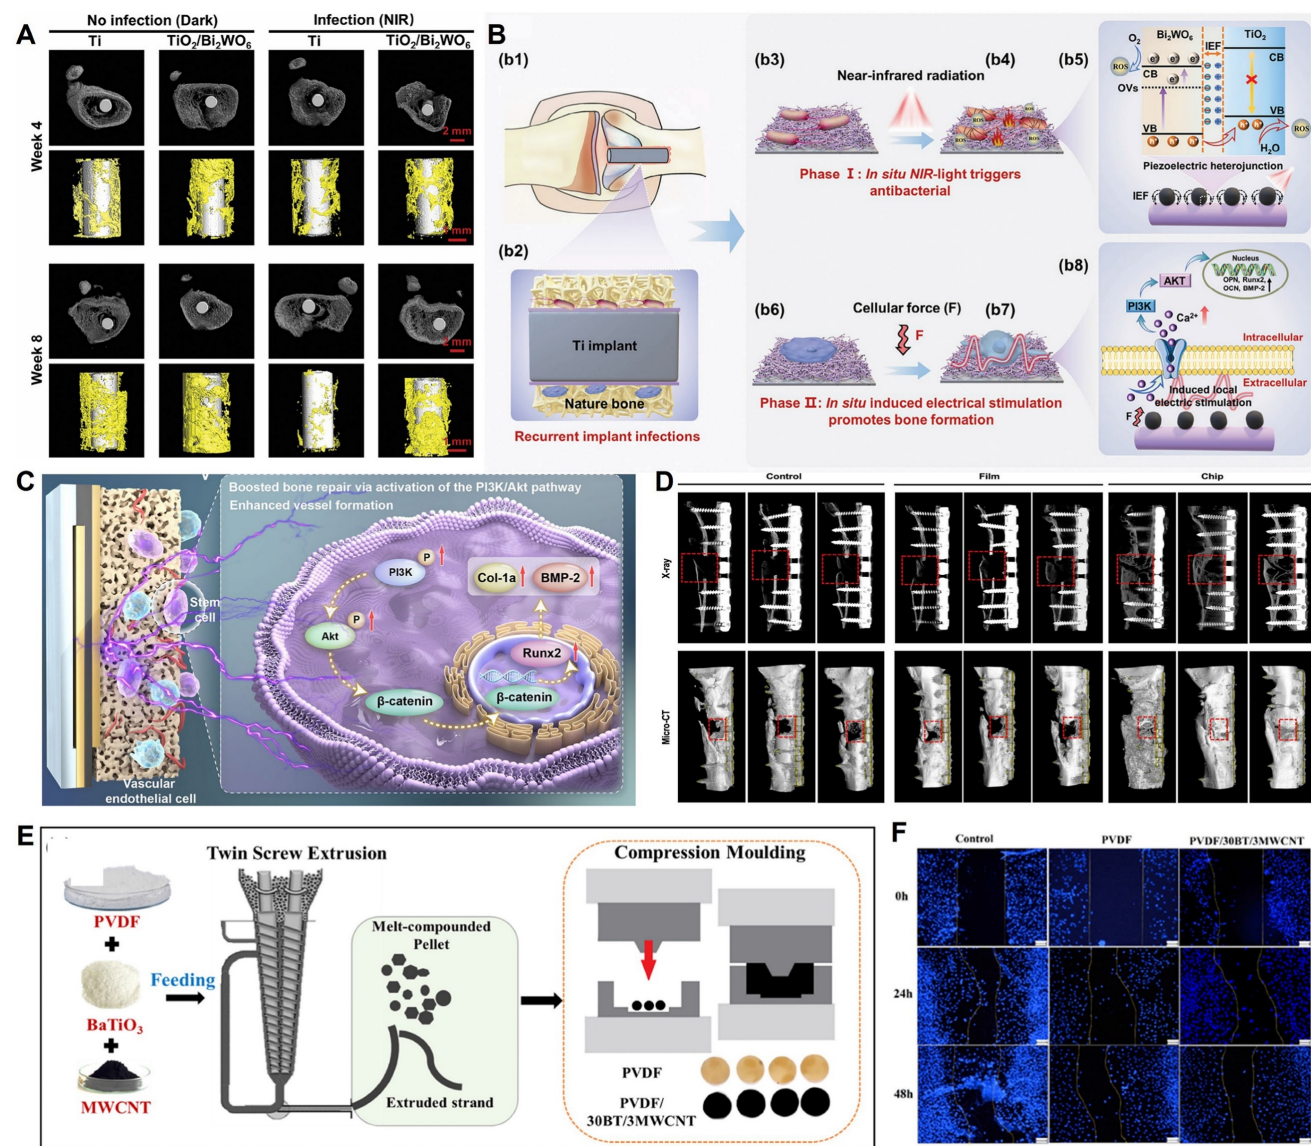 A
No infection (Dark)
Infection (NIR)
Ti
TiO₂/Bi₂WO₆
Ti
TiO₂/Bi₂WO₆
Week 4
2 mm
Week 8
2 mm
B
(b1)
(b2)
Ti implant
Nature bone
Recurrent implant infections
(b3)
Near-infrared radiation
(b4)
ROS
ROS
ROS
Phase Ⅰ: In situ NIR-light triggers
antibacterial
(b5)
Bi₂WO₆
IEF
TiO₂
O₂
ROS
e⁻
e⁻
e⁻
e⁻
CB
CB
OVs
VB
VB
h⁺
h⁺
h⁺
h⁺
H₂O
ROS
Piezoelectric heterojunction
IEF
(b6)
Cellular force (F)
F
(b7)
Phase Ⅱ: In situ induced electrical stimulation
promotes bone formation
(b8)
Nucleus
OPN, Runx2,
OCN, BMP-2
AKT
PI3K
Ca²⁺
Intracellular
Extracellular
Induced local
electric stimulation
F
C
Boosted bone repair via activation of the PI3K/Akt pathway
Enhanced vessel formation
P
PI3K
Col-1a
BMP-2
P
Akt
Stem
cell
Runx2
β-catenin
β-catenin
Vascular
endothelial cell
D
Control
Film
Chip
X-ray
Micro-CT
E
Twin Screw Extrusion
Compression Moulding
PVDF
+
BaTiO₃
+
MWCNT
Feeding
Melt-compounded
Pellet
Extruded strand
PVDF
PVDF/
30BT/3MWCNT
F
Control
PVDF
PVDF/30BT/3MWCNT
0h
24h
48h